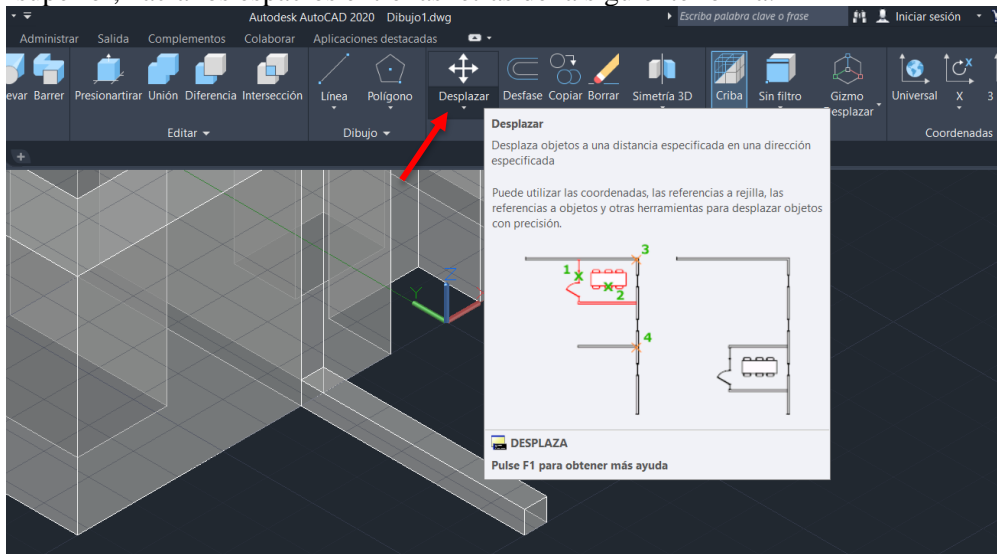 Autodesk AutoCAD 2020 Dibujo1.dwg
Escriba palabra clave o frase
Iniciar sesión
Administrar Salida Complementos Colaborar Aplicaciones destacadas
Barrer Presionartirar Unión Diferencia Intersección Línea Polígono Desplazar Desfase Copiar Borrar Simetría 3D Criba Sin filtro Gizmo Universal X 3
Editar Dibujo Coordenadas
Desplazar
Desplaza objetos a una distancia especificada en una dirección
especificada
Puede utilizar las coordenadas, las referencias a rejilla, las
referencias a objetos y otras herramientas para desplazar objetos
con precisión.
3
1
2
4
Z
Y
DESPLAZA
Pulse F1 para obtener más ayuda